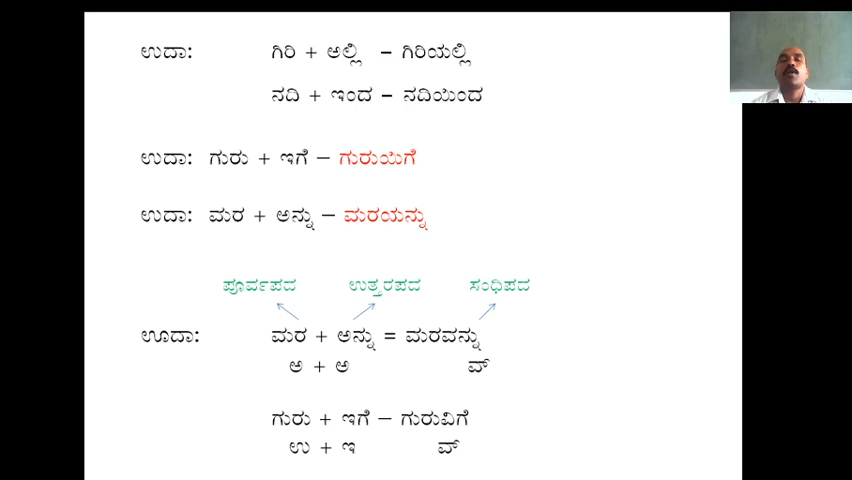 ಉದಾ: ಗಿರಿ + ಅಲ್ಲಿ – ಗಿರಿಯಲ್ಲಿ
ನದಿ + ಇಂದ – ನದಿಯಿಂದ
ಉದಾ: ಗುರು + ಇಗೆ – ಗುರುಯಿಗೆ
ಉದಾ: ಮರ + ಅನ್ನು – ಮರಯನ್ನು
ಪೂರ್ವಪದ ಉತ್ತರಪದ ಸಂಧಿಪದ
ಊದಾ: ಮರ + ಅನ್ನು = ಮರವನ್ನು
ಅ + ಅ ವ್
ಗುರು + ಇಗೆ – ಗುರುವಿಗೆ
ಉ + ಇ ವ್